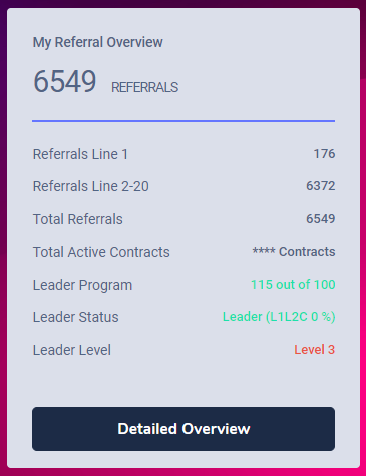 My Referral Overview
6549 REFERRALS
Referrals Line 1 176
Referrals Line 2-20 6372
Total Referrals 6549
Total Active Contracts **** Contracts
Leader Program 115 out of 100
Leader Status Leader (L1L2C 0 %)
Leader Level Level 3
Detailed Overview